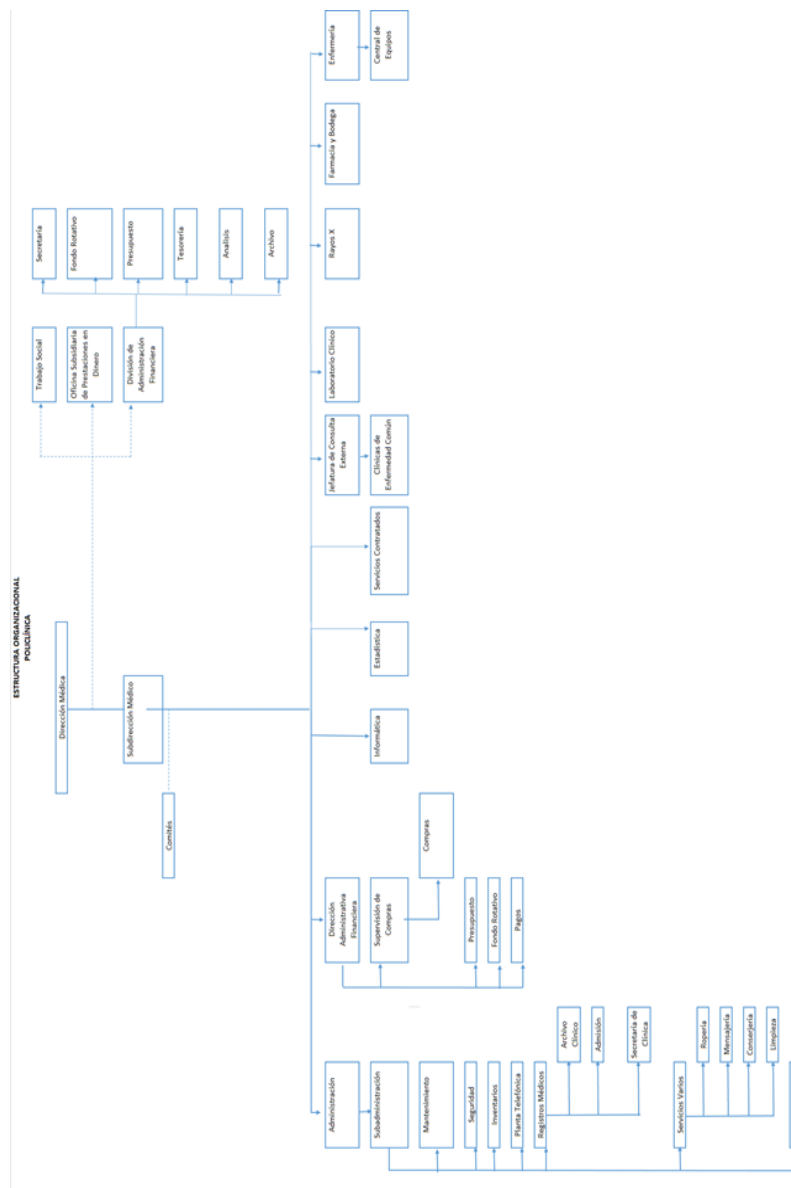 ESTRUCTURA ORGANIZACIONAL
POLICLÍNICA
Dirección Médica
Subdirección Médico
Comités
Trabajo Social
Oficina Subsidiaria
de Prestaciones en
Dinero
División de
Administración
Financiera
Secretaría
Fondo Rotativo
Presupuesto
Tesorería
Analisis
Archivo
Administración
Subadministración
Mantenimiento
Seguridad
Inventarios
Planta Telefónica
Registros Médicos
Archivo
Clínico
Admisión
Secretaría de
Clínica
Servicios Varios
Ropería
Mensajería
Conserjería
Limpieza
Dirección
Administrativa
Financiera
Supervisión de
Compras
Compras
Presupuesto
Fondo Rotativo
Pagos
Informática
Estadística
Servicios Contratados
Jefatura de Consulta
Externa
Clínicas de
Enfermedad Común
Laboratorio Clínico
Rayos X
Farmacia y Bodega
Enfermería
Central de
Equipos